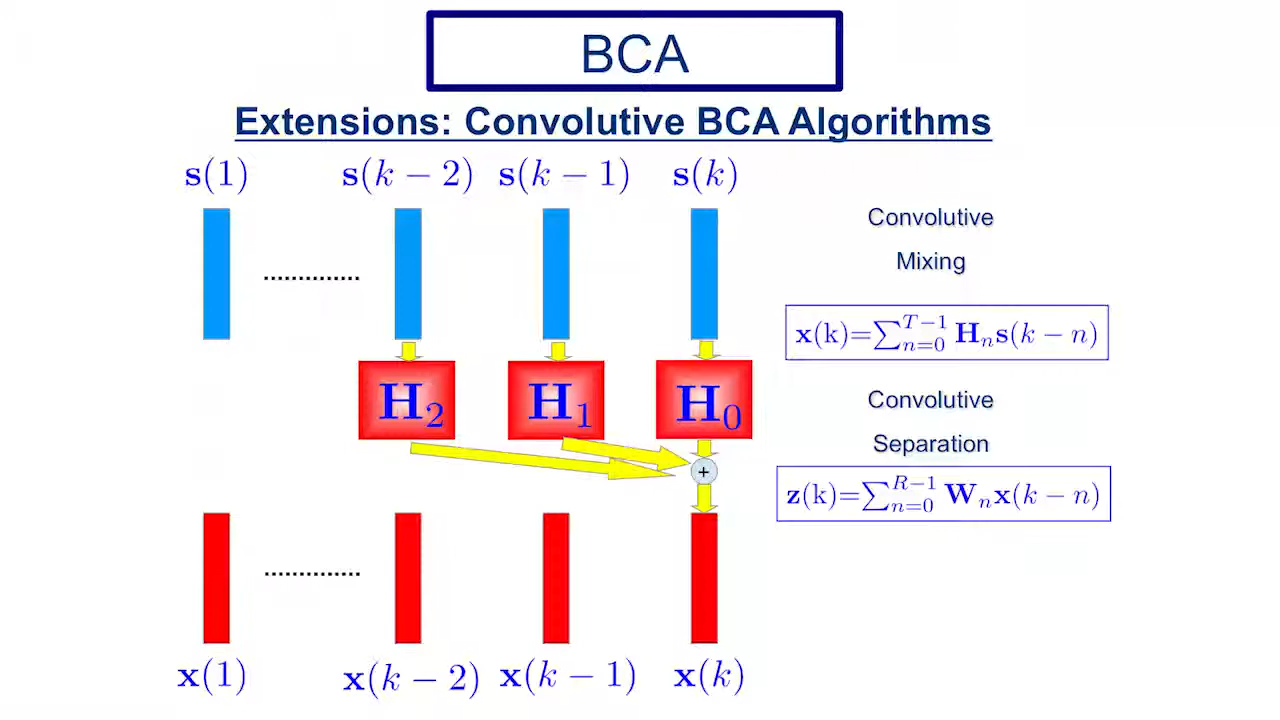 BCA
Extensions: Convolutive BCA Algorithms
s(1) s(k − 2) s(k − 1) s(k)
Convolutive
Mixing
..............
x(k)=∑_{n=0}^{T−1} H_n s(k − n)
H_2 H_1 H_0
Convolutive
Separation
+
z(k)=∑_{n=0}^{R−1} W_n x(k − n)
..............
x(1) x(k − 2) x(k − 1) x(k)